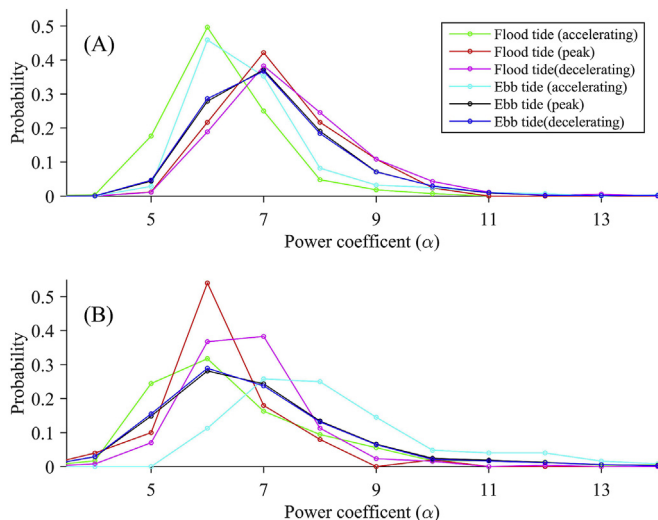 (A)
Probability
0.5
0.4
0.3
0.2
0.1
0
Flood tide (accelerating)
Flood tide (peak)
Flood tide(decelerating)
Ebb tide (accelerating)
Ebb tide (peak)
Ebb tide(decelerating)
5 7 9 11 13
Power coefficent (α)
(B)
Probability
0.5
0.4
0.3
0.2
0.1
0
5 7 9 11 13
Power coefficent (α)